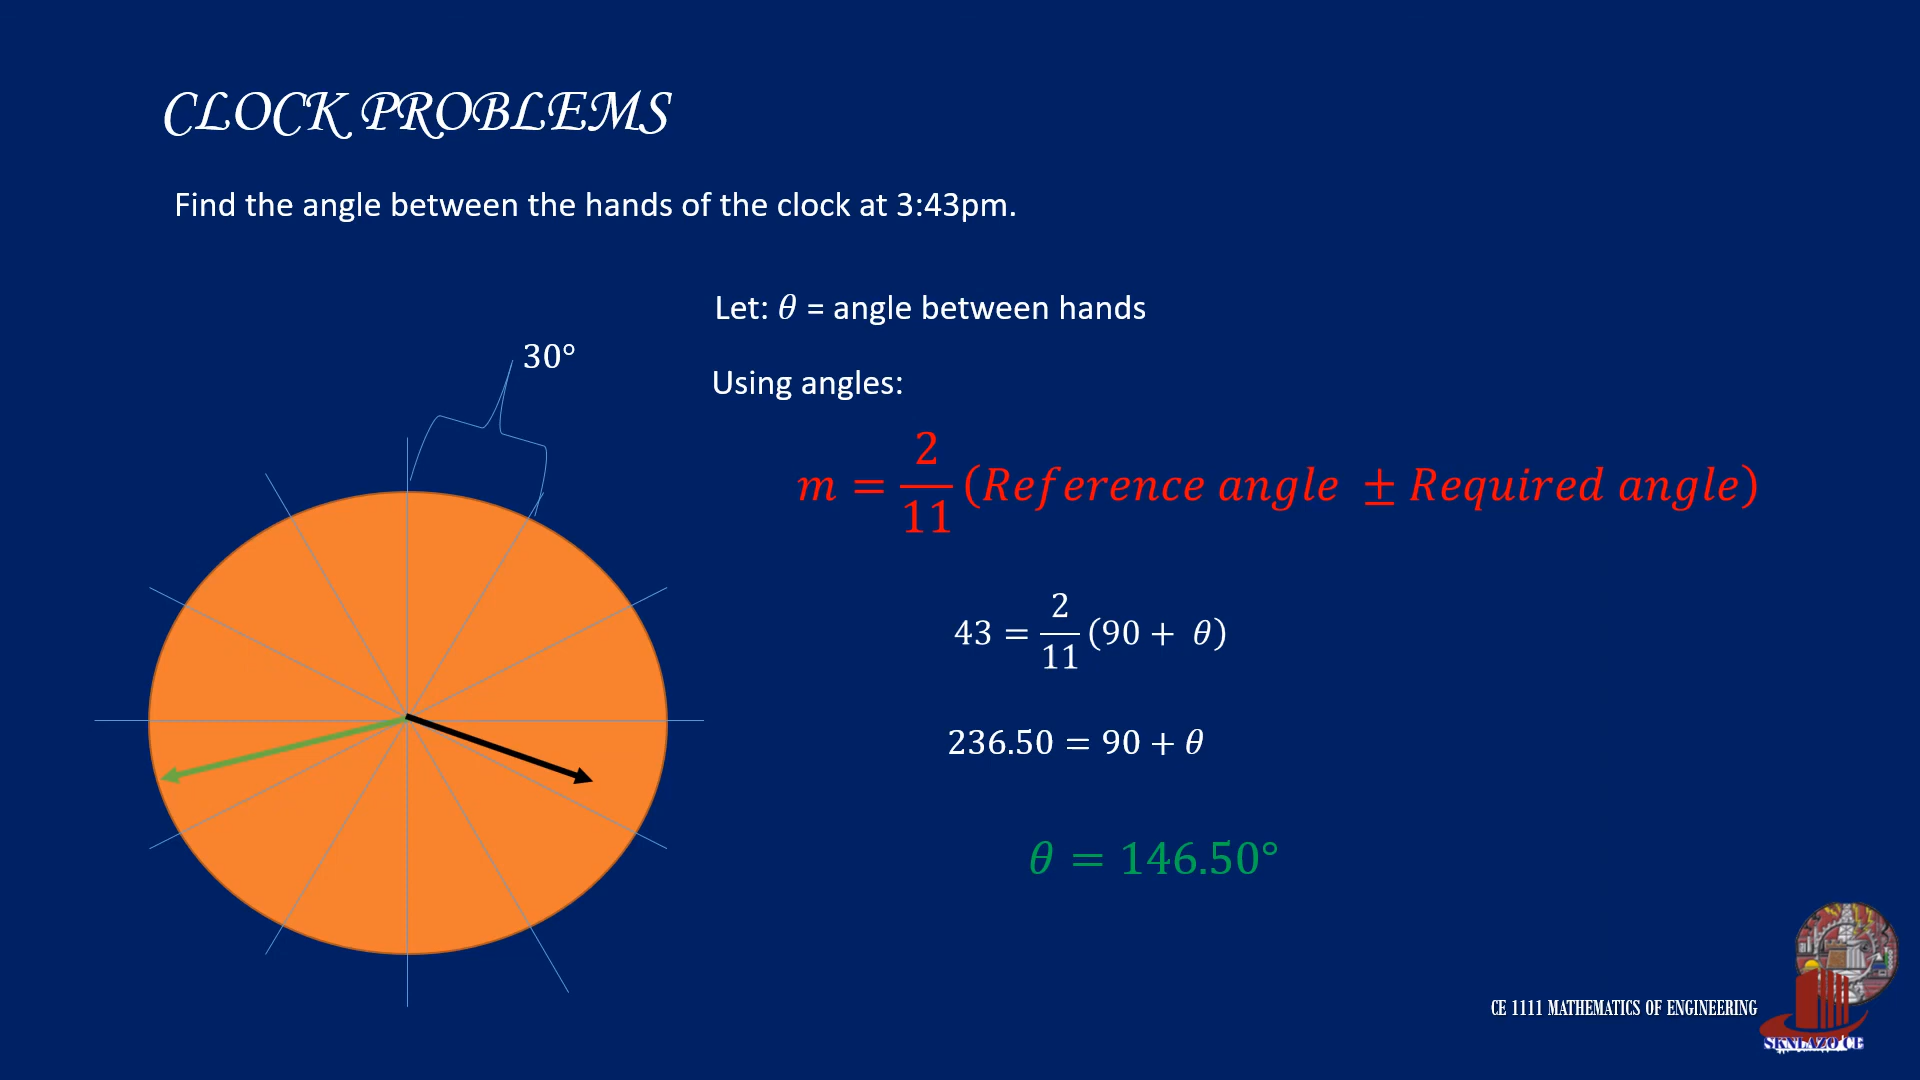 CLOCK PROBLEMS
Find the angle between the hands of the clock at 3:43pm.
Let: θ = angle between hands
30°
Using angles:
m = 2/11 (Reference angle ± Required angle)
43 = 2/11 (90 + θ)
236.50 = 90 + θ
θ = 146.50°
CE 1111 MATHEMATICS OF ENGINEERING
SKNLAZO CE